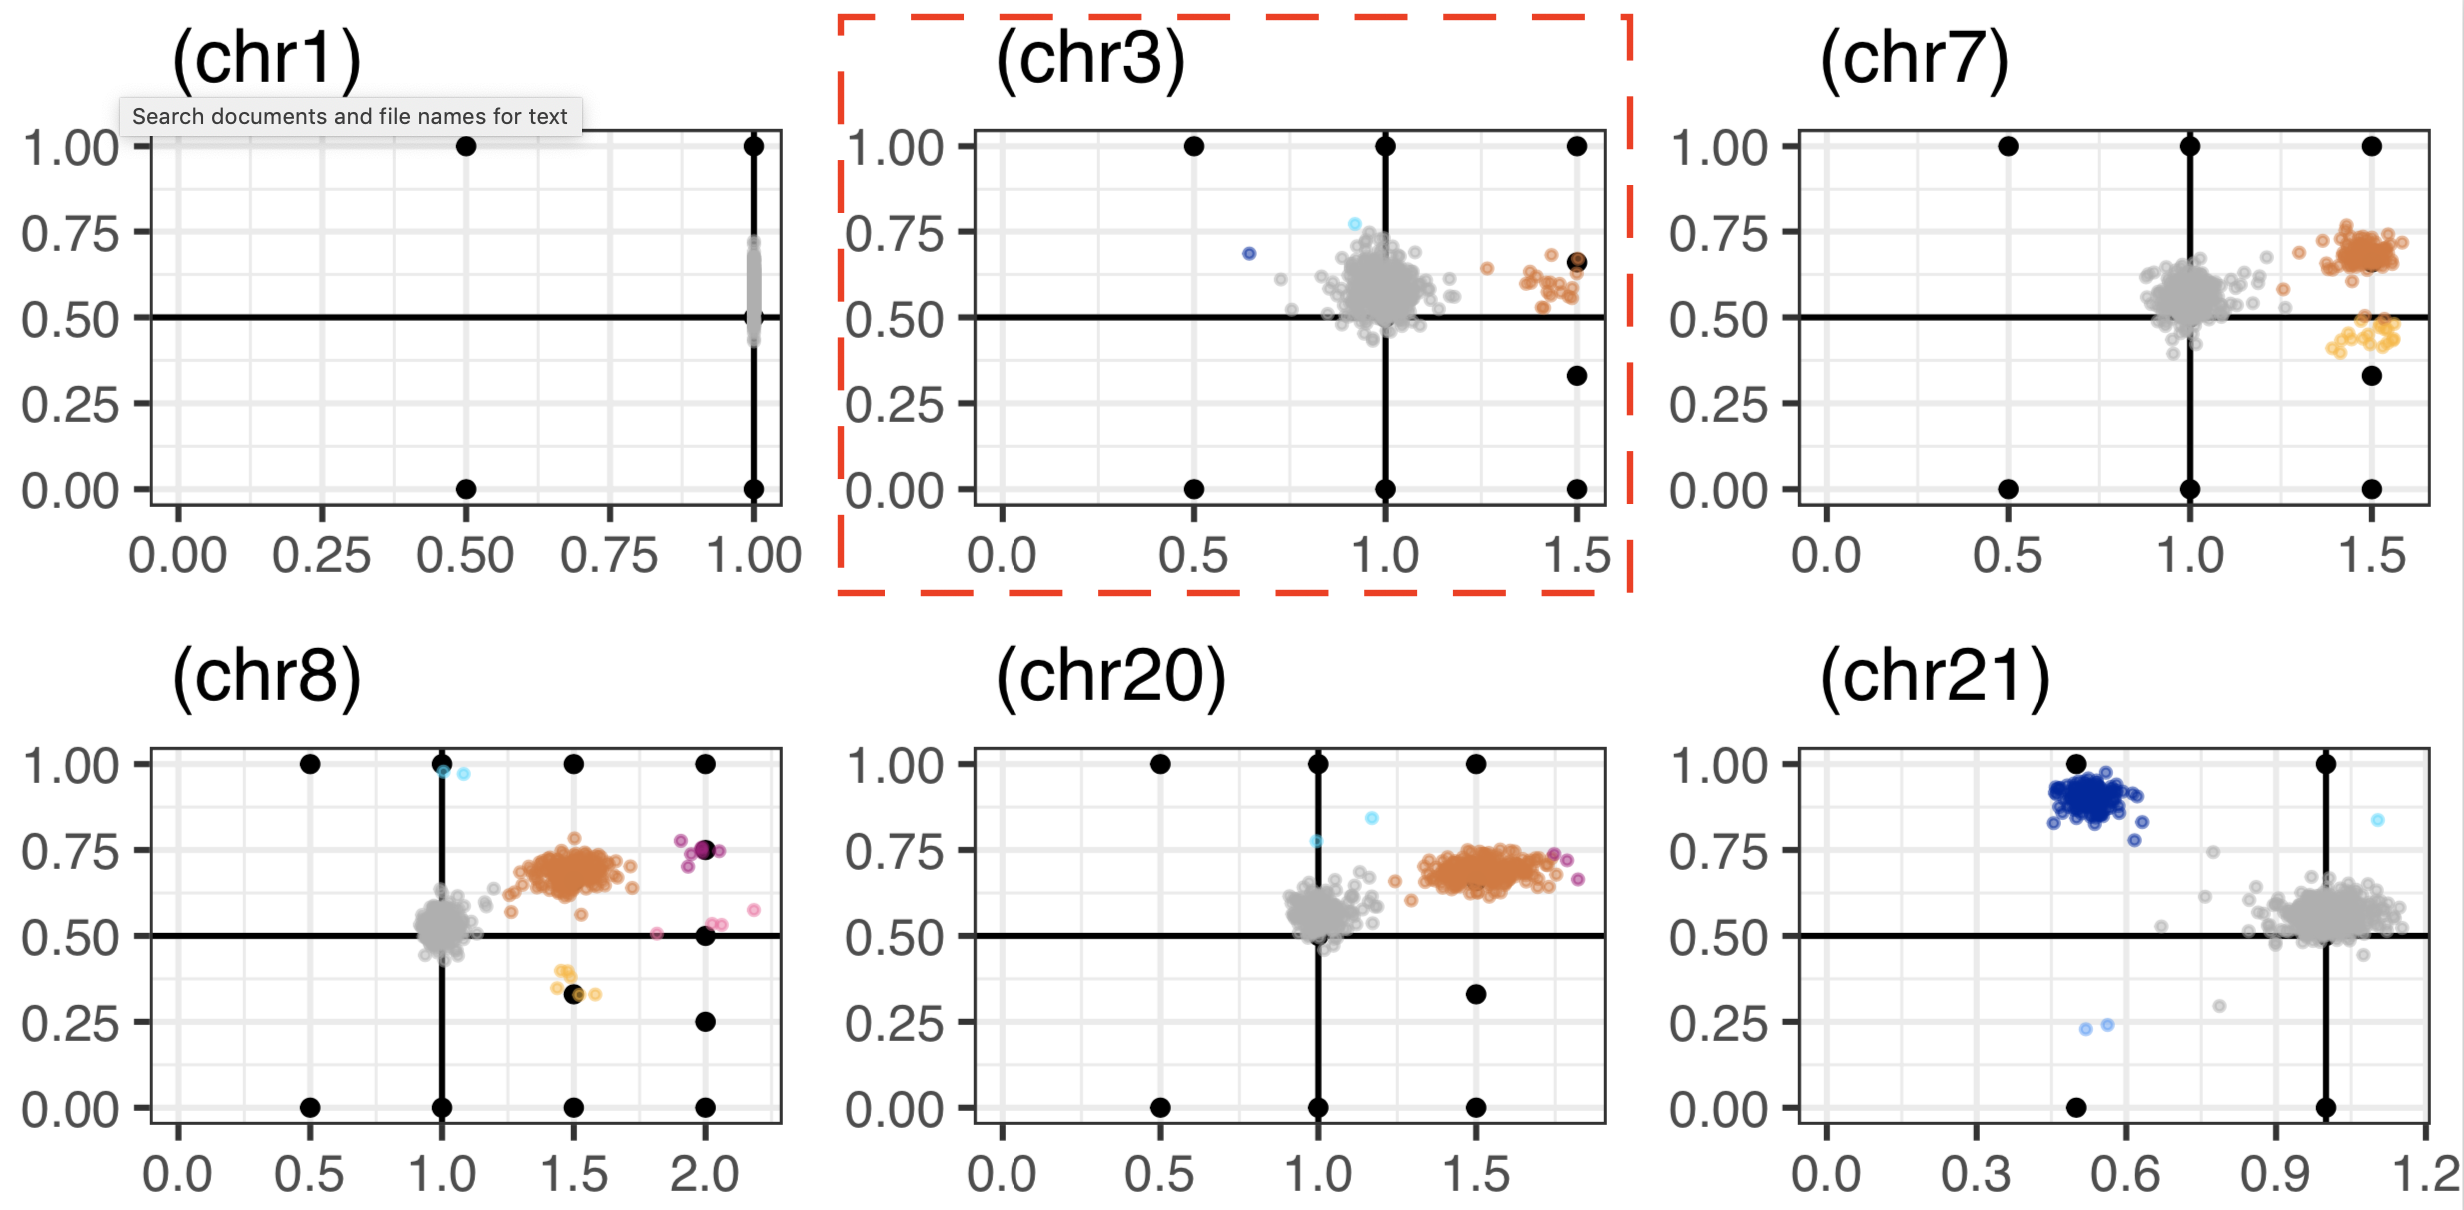 (chr1) (chr3) (chr7)
Search documents and file names for text
1.00 1.00 1.00
0.75 0.75 0.75
0.50 0.50 0.50
0.25 0.25 0.25
0.00 0.00 0.00
0.00 0.25 0.50 0.75 1.00 0.0 0.5 1.0 1.5 0.0 0.5 1.0 1.5
(chr8) (chr20) (chr21)
1.00 1.00 1.00
0.75 0.75 0.75
0.50 0.50 0.50
0.25 0.25 0.25
0.00 0.00 0.00
0.0 0.5 1.0 1.5 2.0 0.0 0.5 1.0 1.5 0.0 0.3 0.6 0.9 1.2